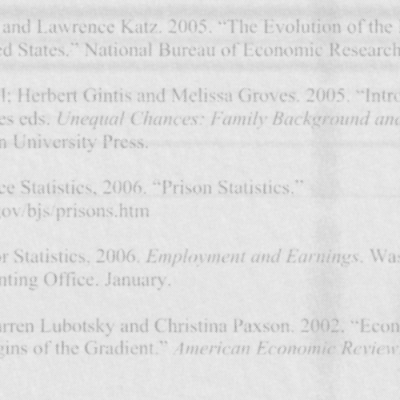 and Lawrence Katz. 2005. “The Evolution of the
ed States.” National Bureau of Economic Research
l; Herbert Gintis and Melissa Groves. 2005. “Intro
es eds. Unequal Chances: Family Background and
n University Press.
ce Statistics, 2006. “Prison Statistics.”
ov/bjs/prisons.htm
or Statistics, 2006. Employment and Earnings. Was
nting Office. January.
arren Lubotsky and Christina Paxson. 2002. “Econ
gins of the Gradient.” American Economic Review